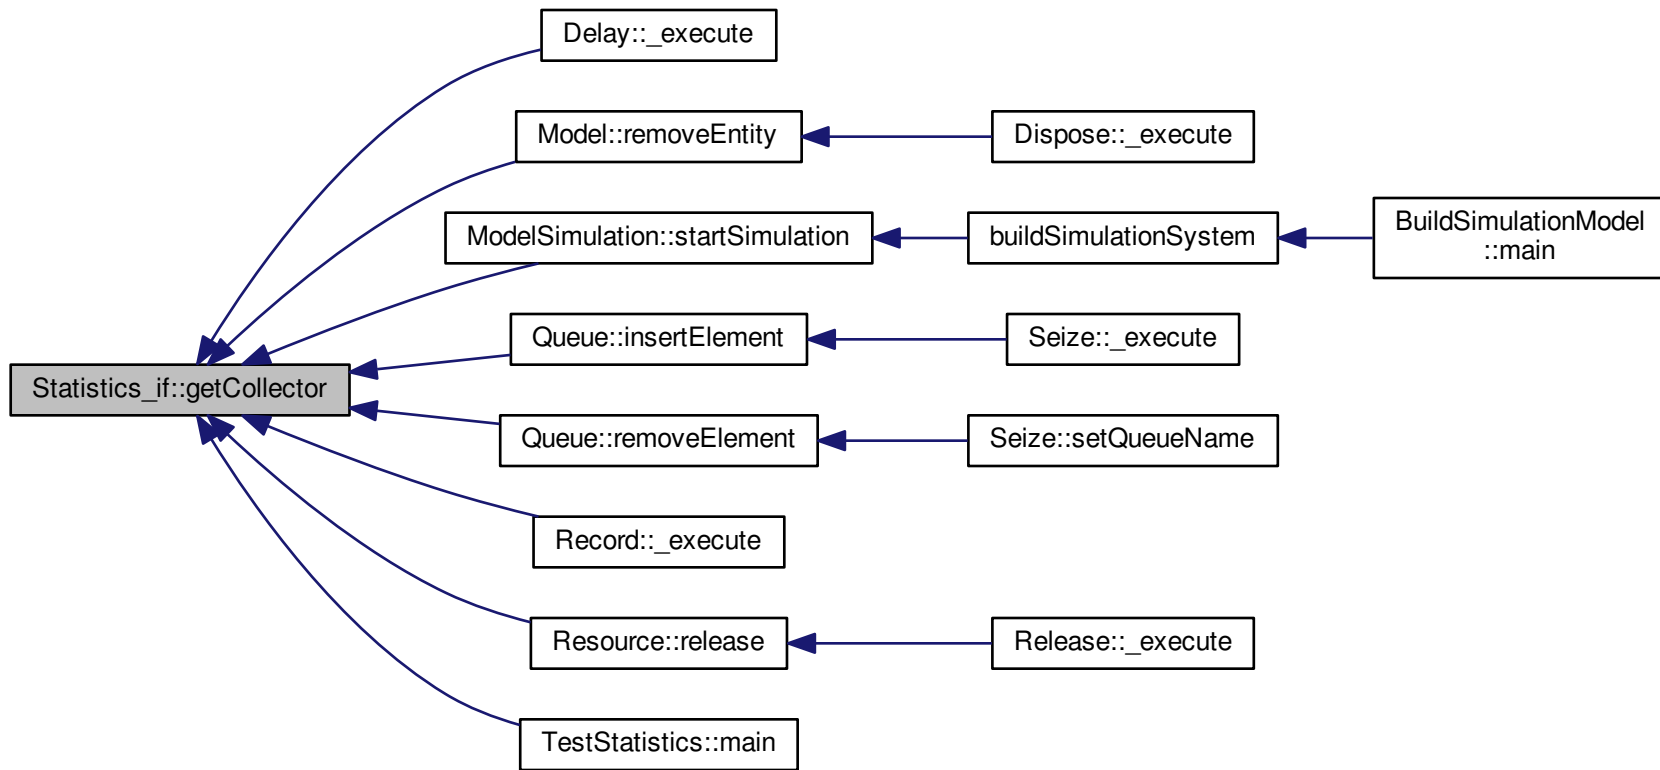 Delay::_execute
Model::removeEntity
Dispose::_execute
ModelSimulation::startSimulation
buildSimulationSystem
BuildSimulationModel
::main
Queue::insertElement
Seize::_execute
Statistics_if::getCollector
Queue::removeElement
Seize::setQueueName
Record::_execute
Resource::release
Release::_execute
TestStatistics::main